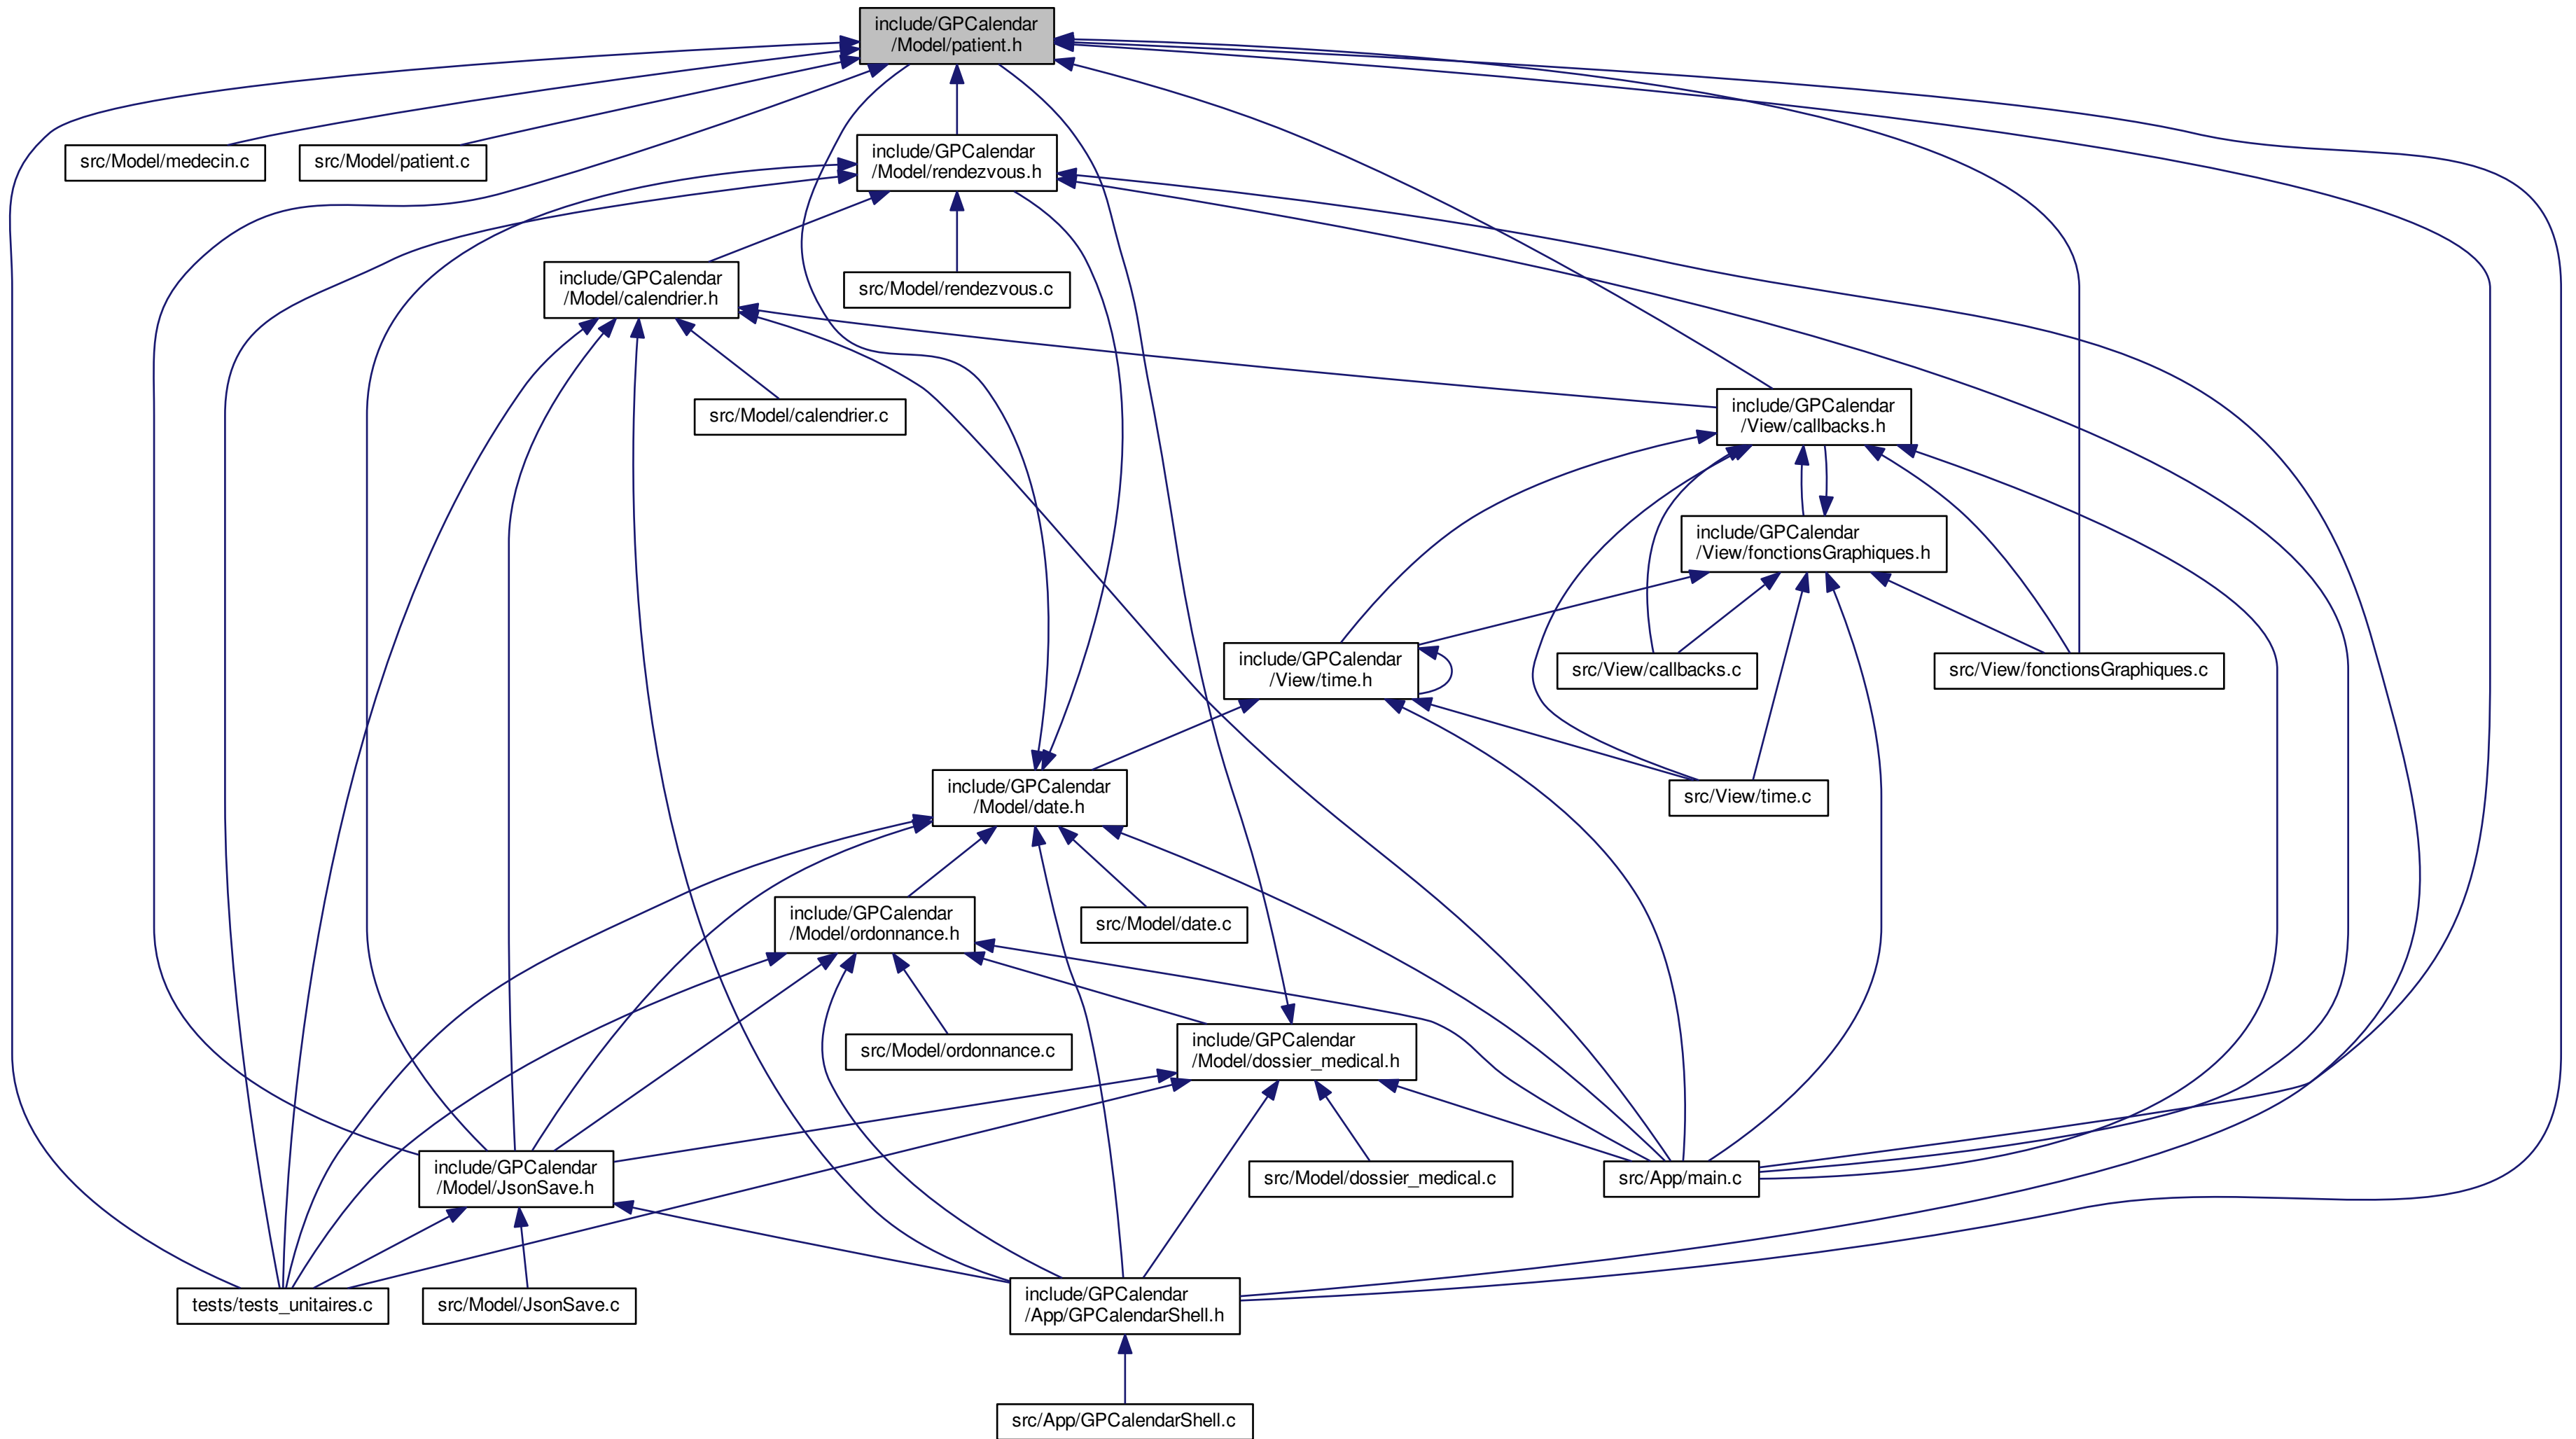 include/GPCalendar
/Model/patient.h
src/Model/medecin.c
src/Model/patient.c
include/GPCalendar
/Model/rendezvous.h
include/GPCalendar
/Model/calendrier.h
src/Model/rendezvous.c
src/Model/calendrier.c
include/GPCalendar
/View/callbacks.h
include/GPCalendar
/View/fonctionsGraphiques.h
include/GPCalendar
/View/time.h
src/View/callbacks.c
src/View/fonctionsGraphiques.c
include/GPCalendar
/Model/date.h
src/View/time.c
include/GPCalendar
/Model/ordonnance.h
src/Model/date.c
src/Model/ordonnance.c
include/GPCalendar
/Model/dossier_medical.h
include/GPCalendar
/Model/JsonSave.h
src/Model/dossier_medical.c
src/App/main.c
tests/tests_unitaires.c
src/Model/JsonSave.c
include/GPCalendar
/App/GPCalendarShell.h
src/App/GPCalendarShell.c